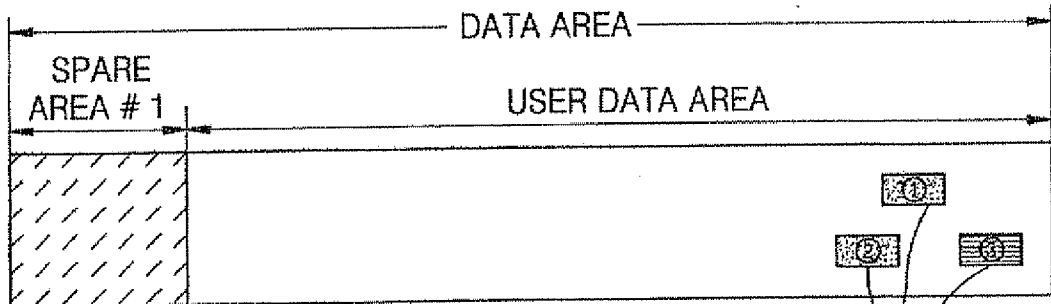 DATA AREA
SPARE
AREA # 1
USER DATA AREA
①
②
③